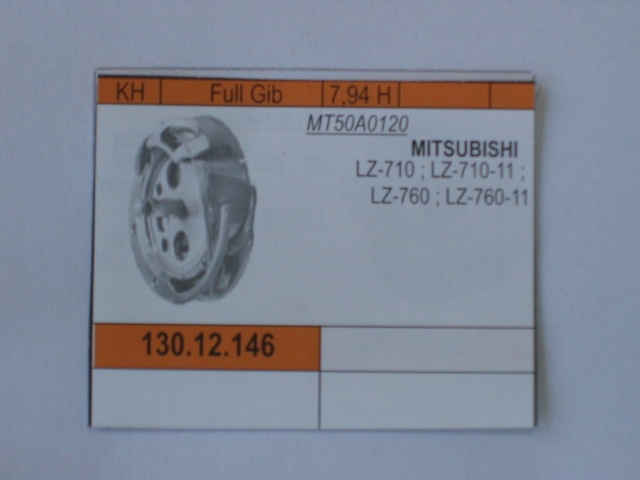 KH Full Gib 7,94 H
MT50A0120
MITSUBISHI
LZ-710 ; LZ-710-11 ;
LZ-760 ; LZ-760-11
130.12.146